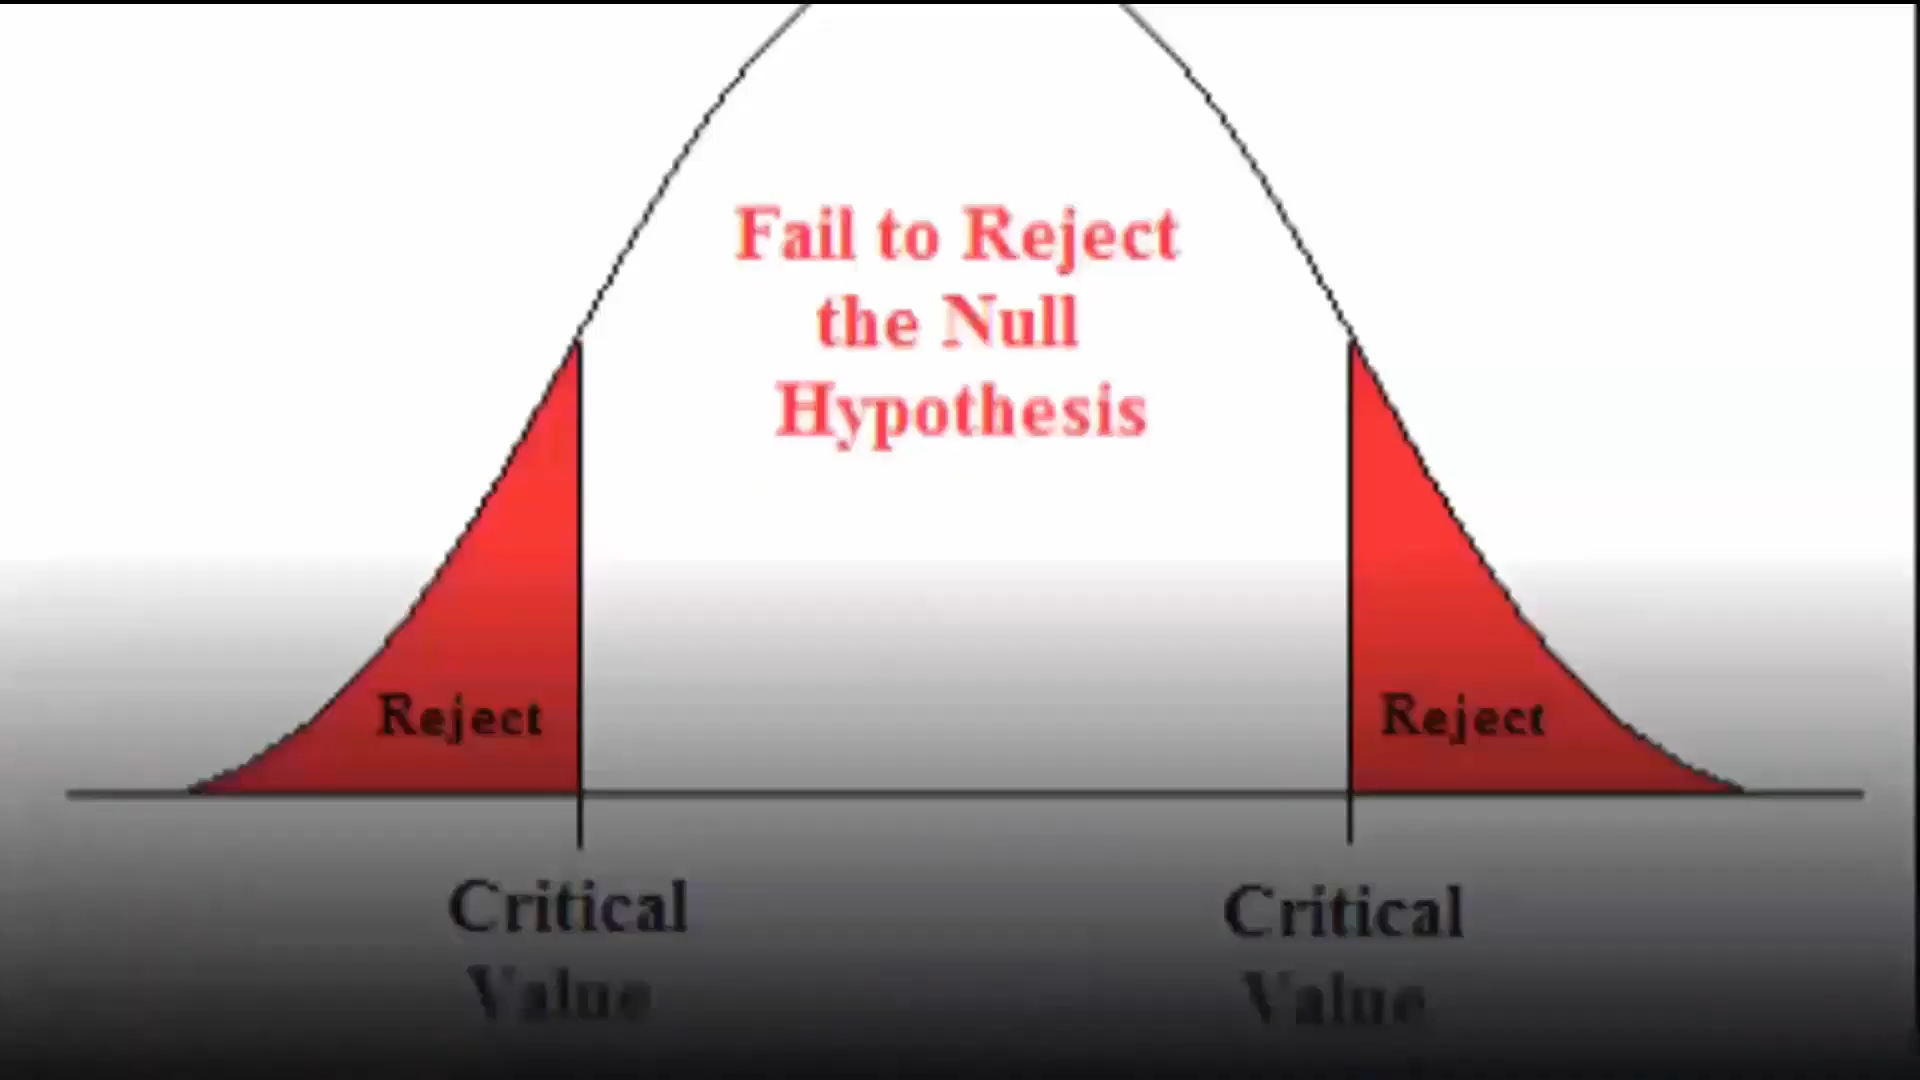 Fail to Reject
the Null
Hypothesis
Reject
Reject
Critical
Value
Critical
Value